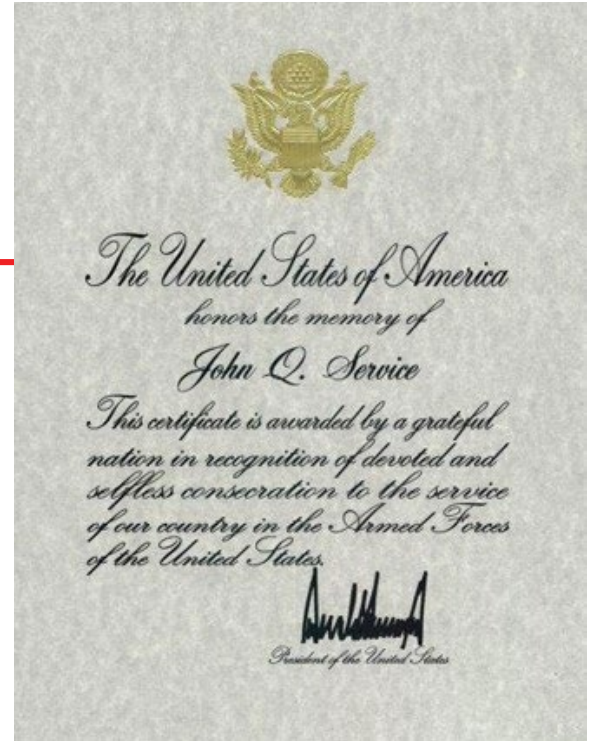 The United States of America
honors the memory of
John Q. Service
This certificate is awarded by a grateful
nation in recognition of devoted and
selfless consecration to the service
of our country in the Armed Forces
of the United States.
President of the United States